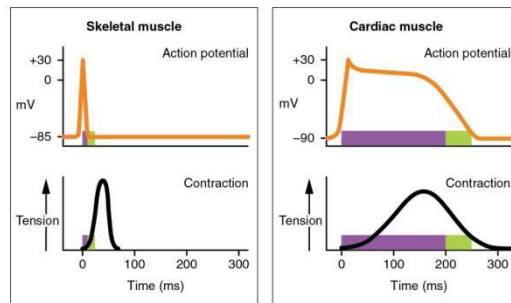 Skeletal muscle
Action potential
+30
0
mV
−85
Contraction
Tension
0
100
200
300
Time (ms)
Cardiac muscle
Action potential
+30
0
mV
−90
Contraction
Tension
0
100
200
300
Time (ms)